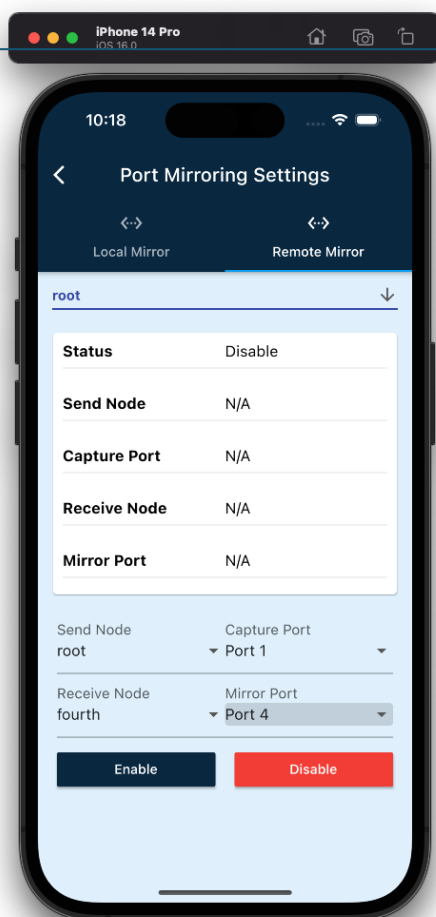 iPhone 14 Pro
iOS 16.0
10:18
Port Mirroring Settings
Local Mirror
Remote Mirror
root
Status Disable
Send Node N/A
Capture Port N/A
Receive Node N/A
Mirror Port N/A
Send Node Capture Port
root Port 1
Receive Node Mirror Port
fourth Port 4
Enable Disable